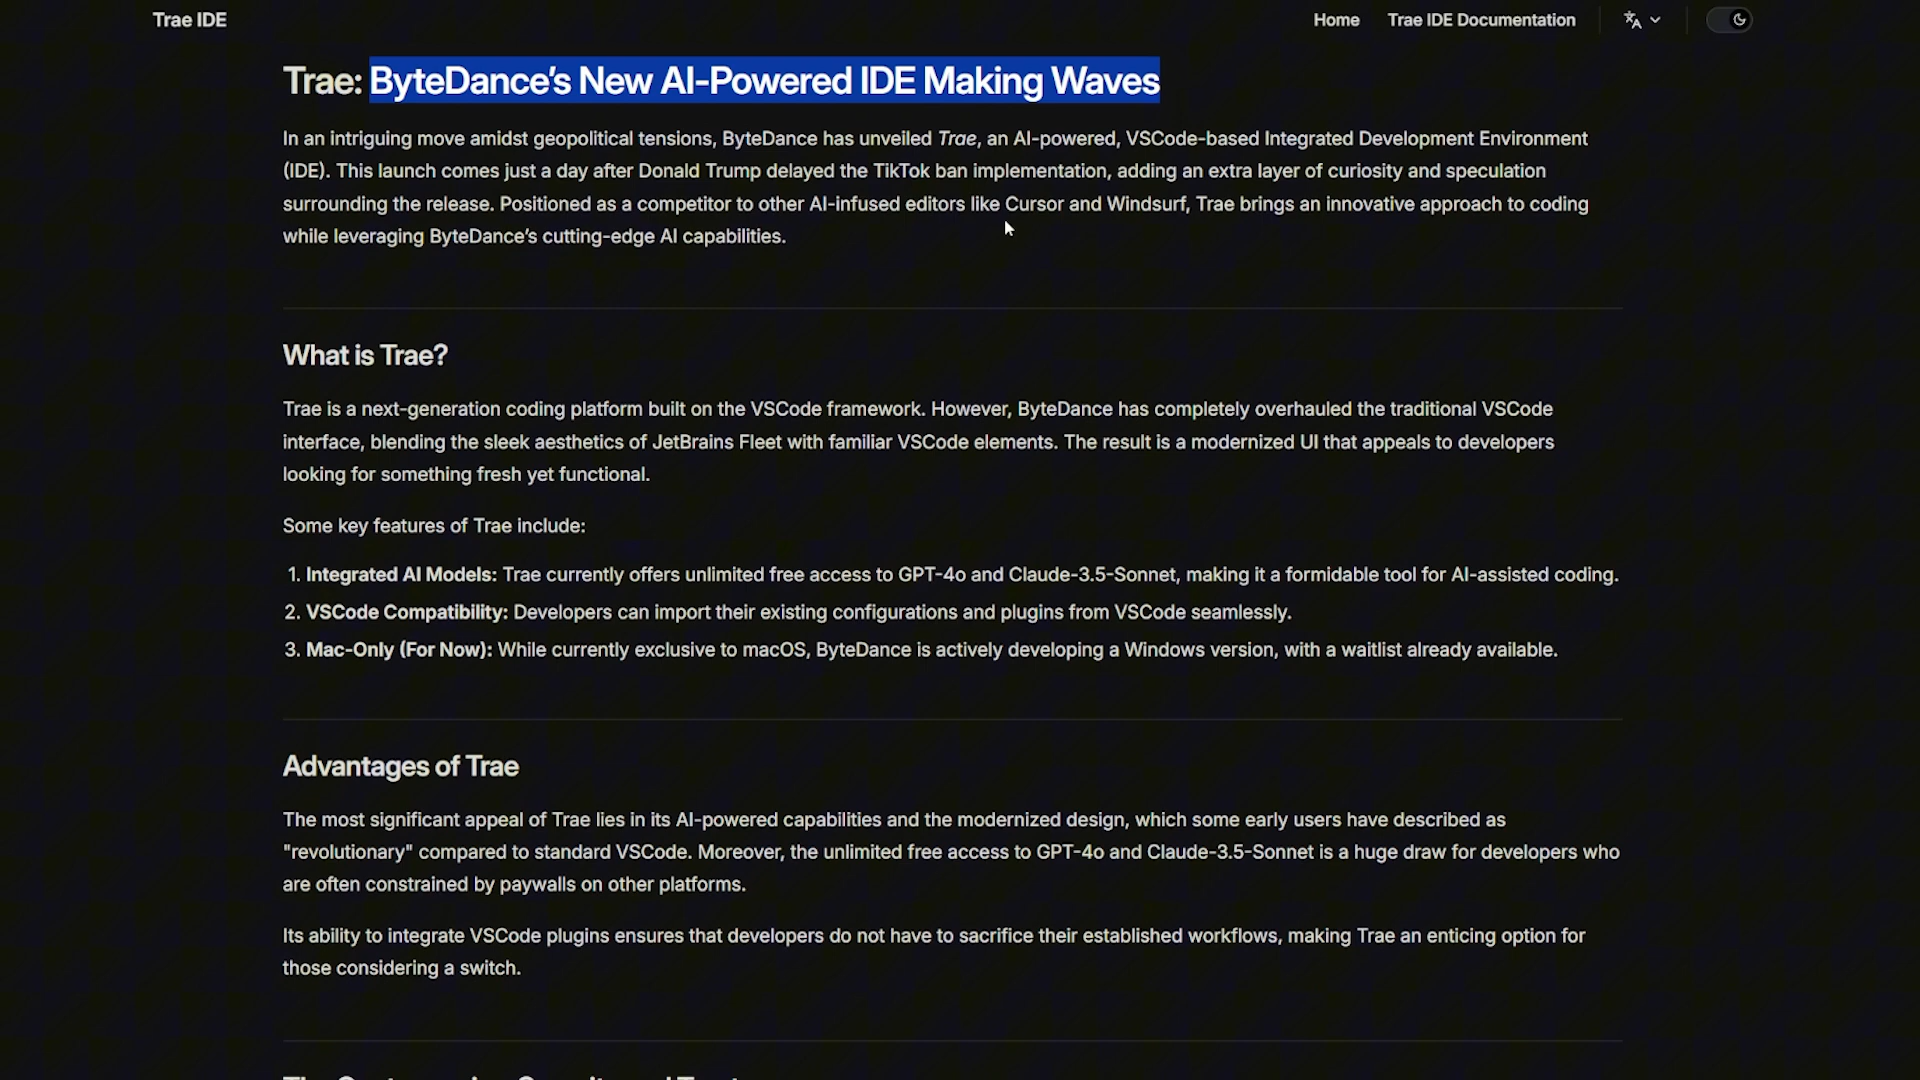 Trae IDE
Home
Trae IDE Documentation
Trae: ByteDance’s New AI-Powered IDE Making Waves
In an intriguing move amidst geopolitical tensions, ByteDance has unveiled Trae, an AI-powered, VSCode-based Integrated Development Environment
(IDE). This launch comes just a day after Donald Trump delayed the TikTok ban implementation, adding an extra layer of curiosity and speculation
surrounding the release. Positioned as a competitor to other AI-infused editors like Cursor and Windsurf, Trae brings an innovative approach to coding
while leveraging ByteDance’s cutting-edge AI capabilities.
What is Trae?
Trae is a next-generation coding platform built on the VSCode framework. However, ByteDance has completely overhauled the traditional VSCode
interface, blending the sleek aesthetics of JetBrains Fleet with familiar VSCode elements. The result is a modernized UI that appeals to developers
looking for something fresh yet functional.
Some key features of Trae include:
1. Integrated AI Models: Trae currently offers unlimited free access to GPT-4o and Claude-3.5-Sonnet, making it a formidable tool for AI-assisted coding.
2. VSCode Compatibility: Developers can import their existing configurations and plugins from VSCode seamlessly.
3. Mac-Only (For Now): While currently exclusive to macOS, ByteDance is actively developing a Windows version, with a waitlist already available.
Advantages of Trae
The most significant appeal of Trae lies in its AI-powered capabilities and the modernized design, which some early users have described as
"revolutionary" compared to standard VSCode. Moreover, the unlimited free access to GPT-4o and Claude-3.5-Sonnet is a huge draw for developers who
are often constrained by paywalls on other platforms.
Its ability to integrate VSCode plugins ensures that developers do not have to sacrifice their established workflows, making Trae an enticing option for
those considering a switch.